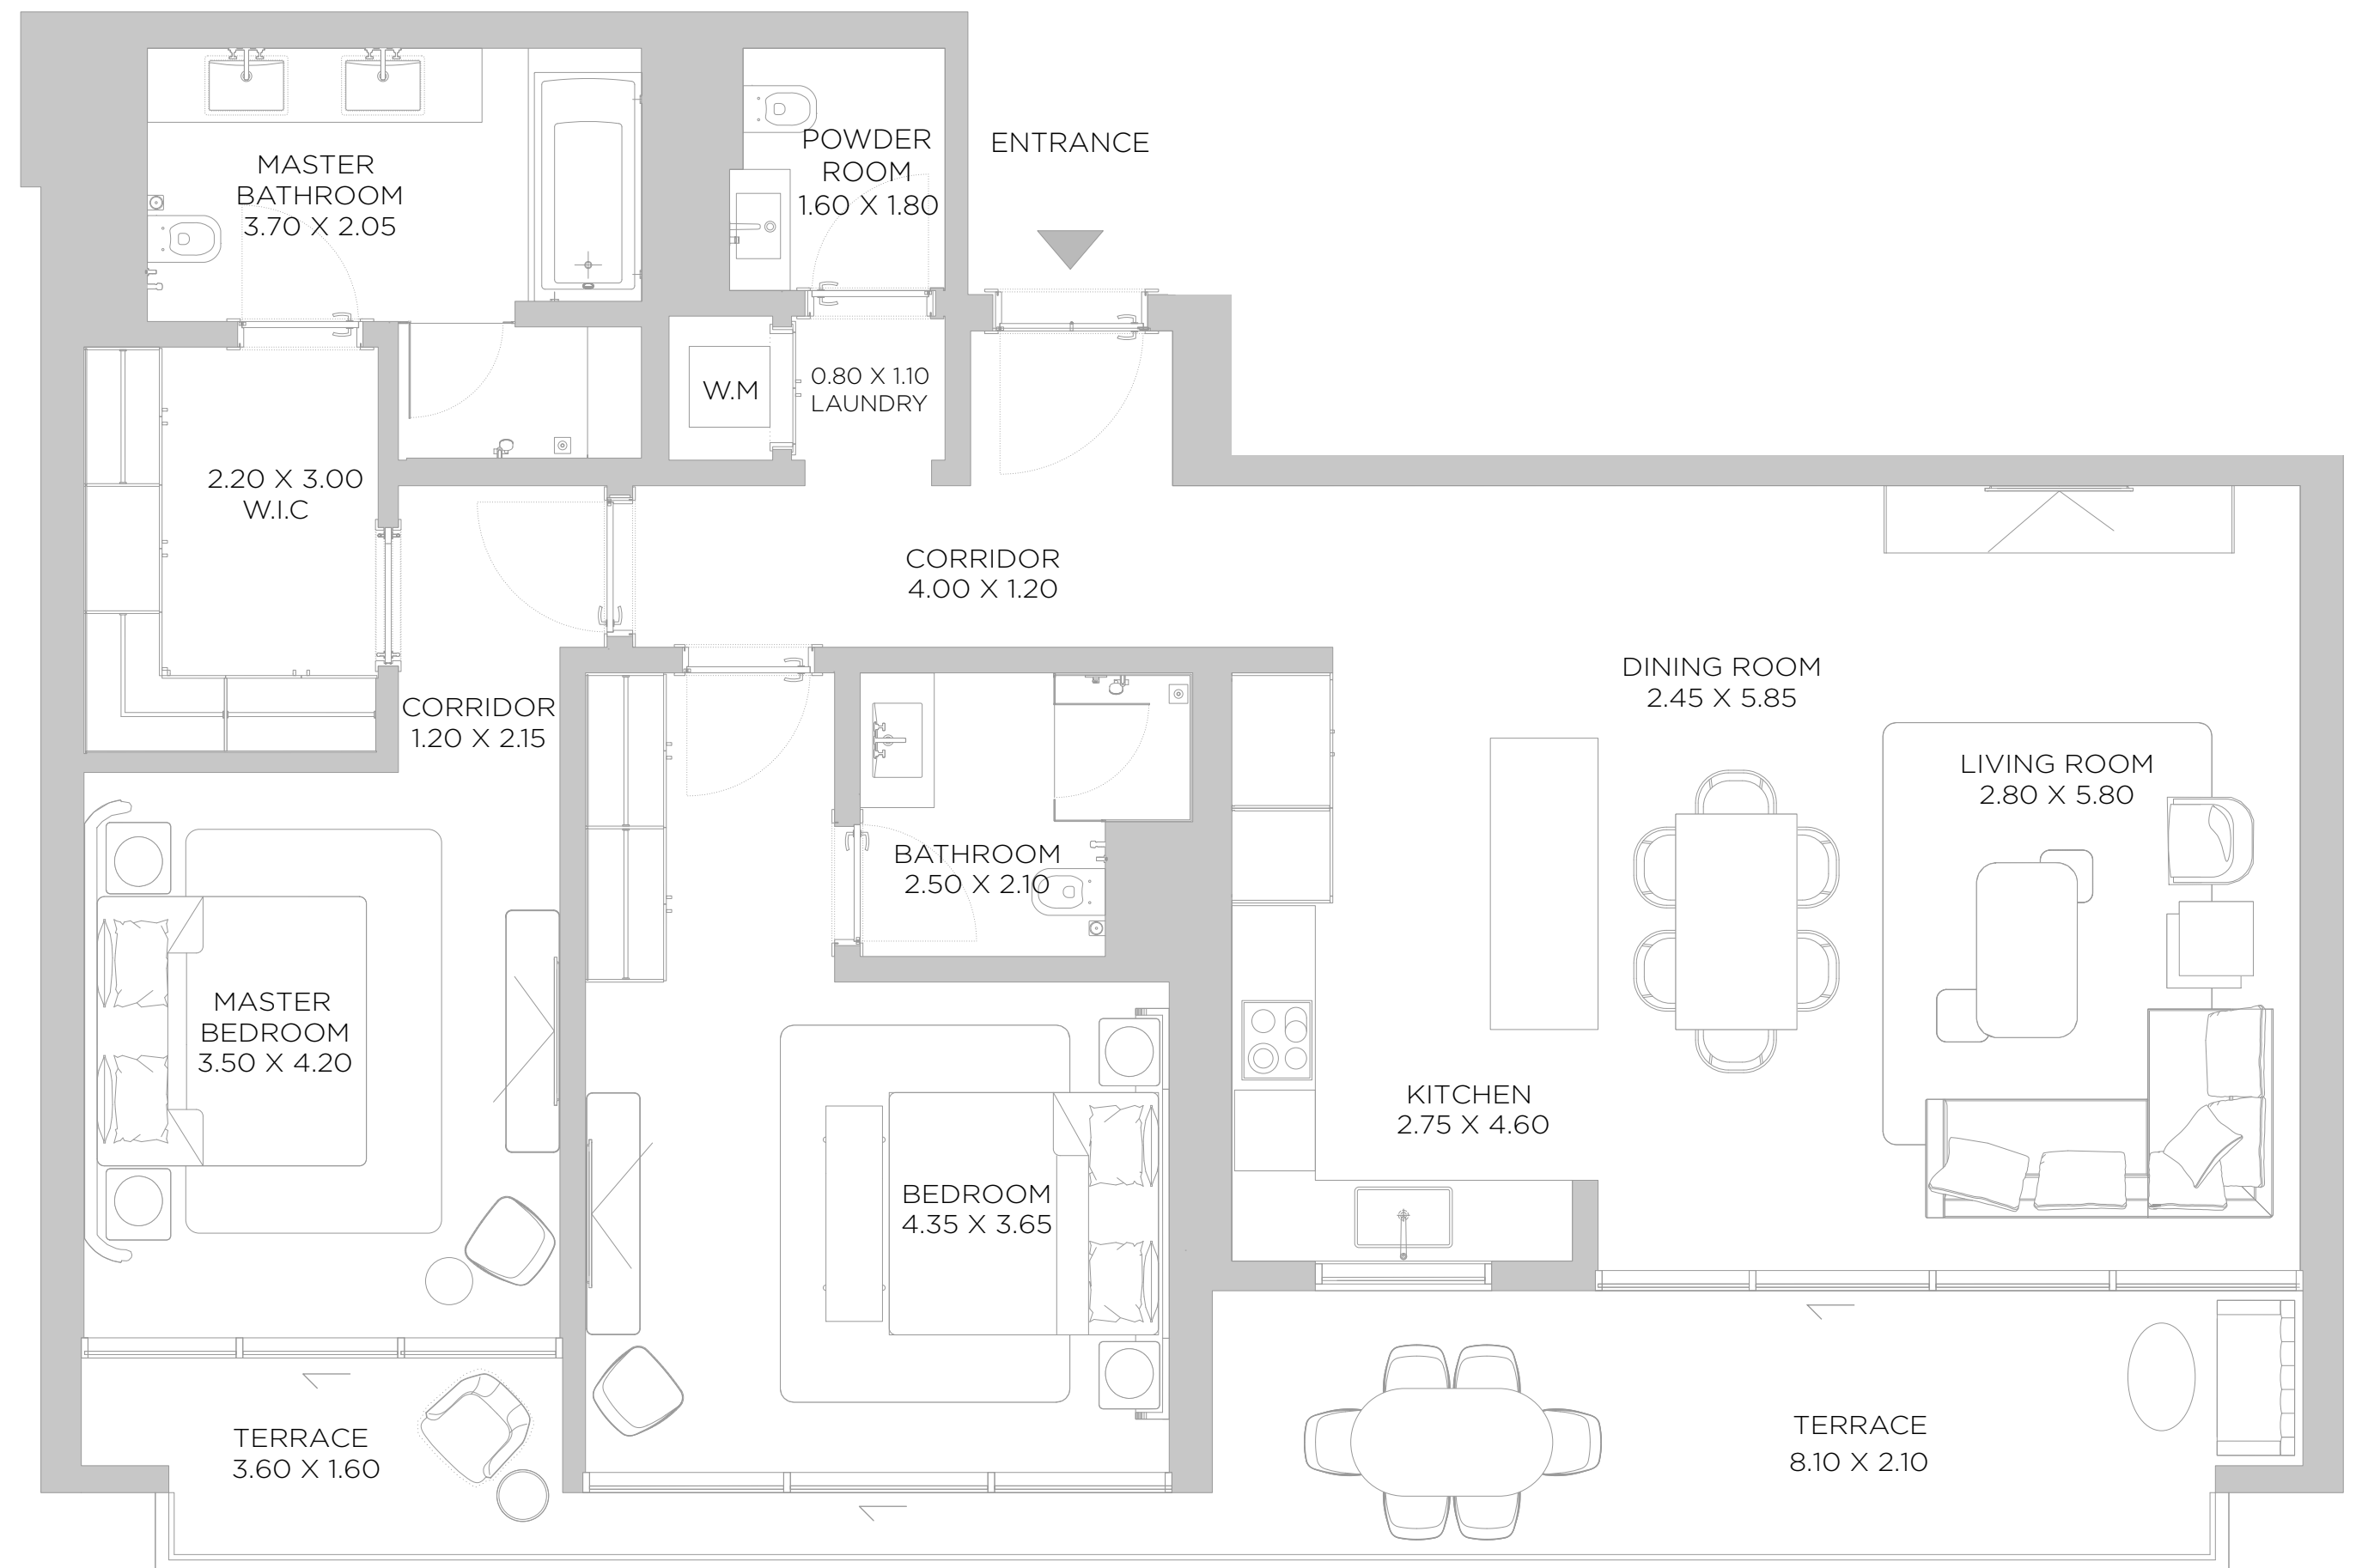 MASTER
BATHROOM
3.70 X 2.05
POWDER
ROOM
1.60 X 1.80
ENTRANCE
W.M
0.80 X 1.10
LAUNDRY
2.20 X 3.00
W.I.C
CORRIDOR
4.00 X 1.20
CORRIDOR
1.20 X 2.15
DINING ROOM
2.45 X 5.85
LIVING ROOM
2.80 X 5.80
BATHROOM
2.50 X 2.10
MASTER
BEDROOM
3.50 X 4.20
KITCHEN
2.75 X 4.60
BEDROOM
4.35 X 3.65
TERRACE
3.60 X 1.60
TERRACE
8.10 X 2.10